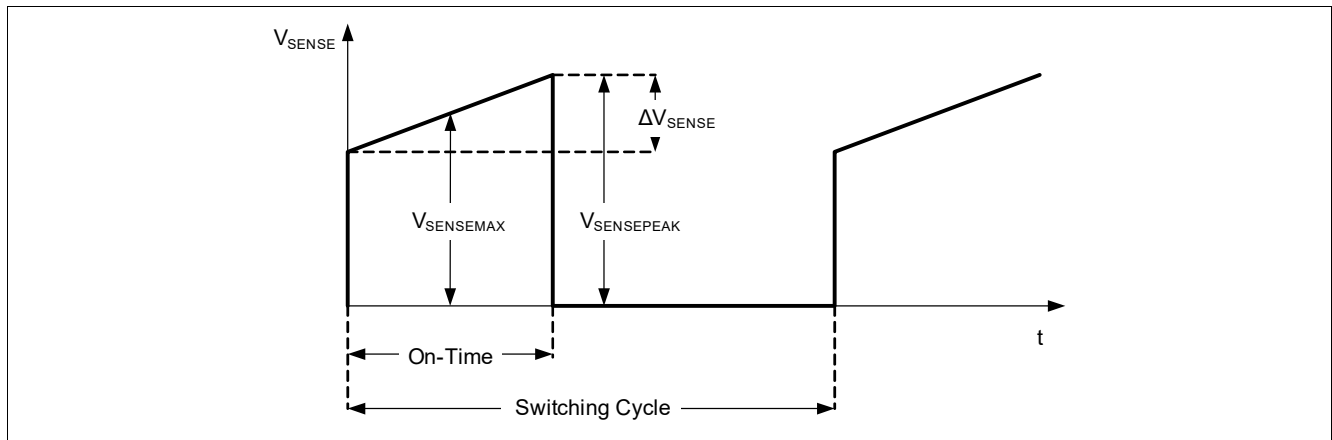 VSENSE
ΔVSENSE
VSENSEMAX
VSENSEPEAK
t
On-Time
Switching Cycle